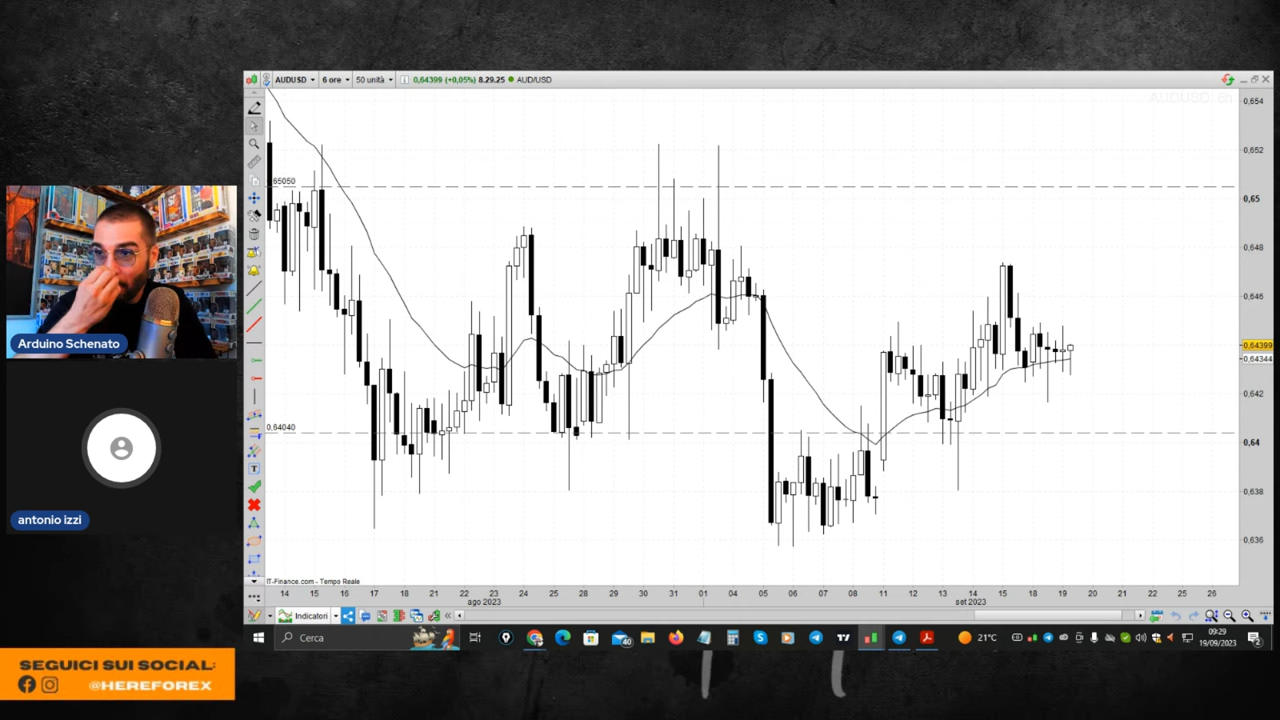 AUDUSD
6 ore
50 unità
0,64399 (+0,05%) 8.29.25
AUD/USD
AUDUSD 6h
0,654
0,652
65050
0,65
0,648
0,646
0,64399
0,64344
0,642
0,64040
0,64
0,638
0,636
Arduino Schenato
antonio izzi
IT-Finance.com - Tempo Reale
14 15 16 17 18 21 22 23 24 25 28 29 30 31 01 04 05 06 07 08 11 12 13 14 15 18 19 20 21 22 25 26
ago 2023
set 2023
Indicatori
Cerca
40
21°C
09:29
19/09/2023
SEGUICI SUI SOCIAL:
@HEREFOREX